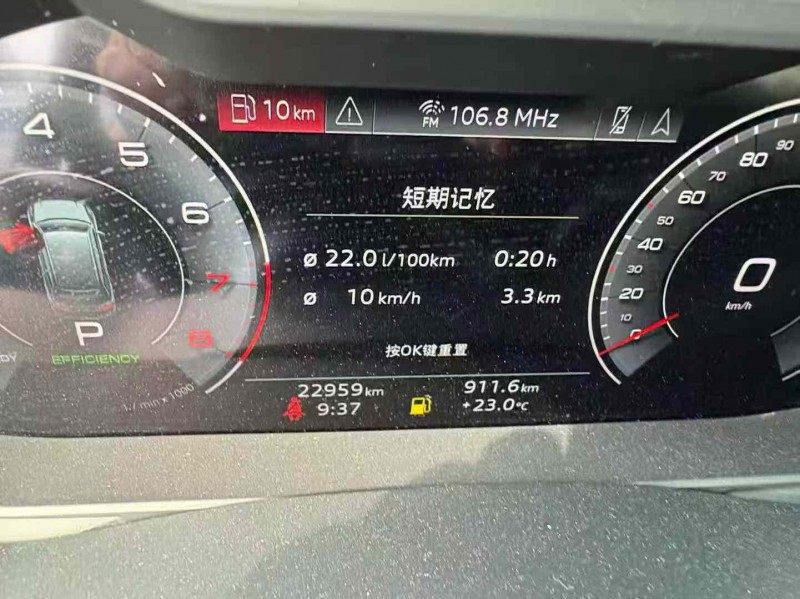 10 km
FM 106.8 MHz
短期记忆
ø 22.0 l/100km 0:20 h
ø 10 km/h 3.3 km
按OK键重置
22959 km 911.6 km
9:37 +23.0 °C
4
5
6
7
8
P
EFFICIENCY
1/min x 1000
DY
0
10
20
30
40
50
60
70
80
90
0
km/h